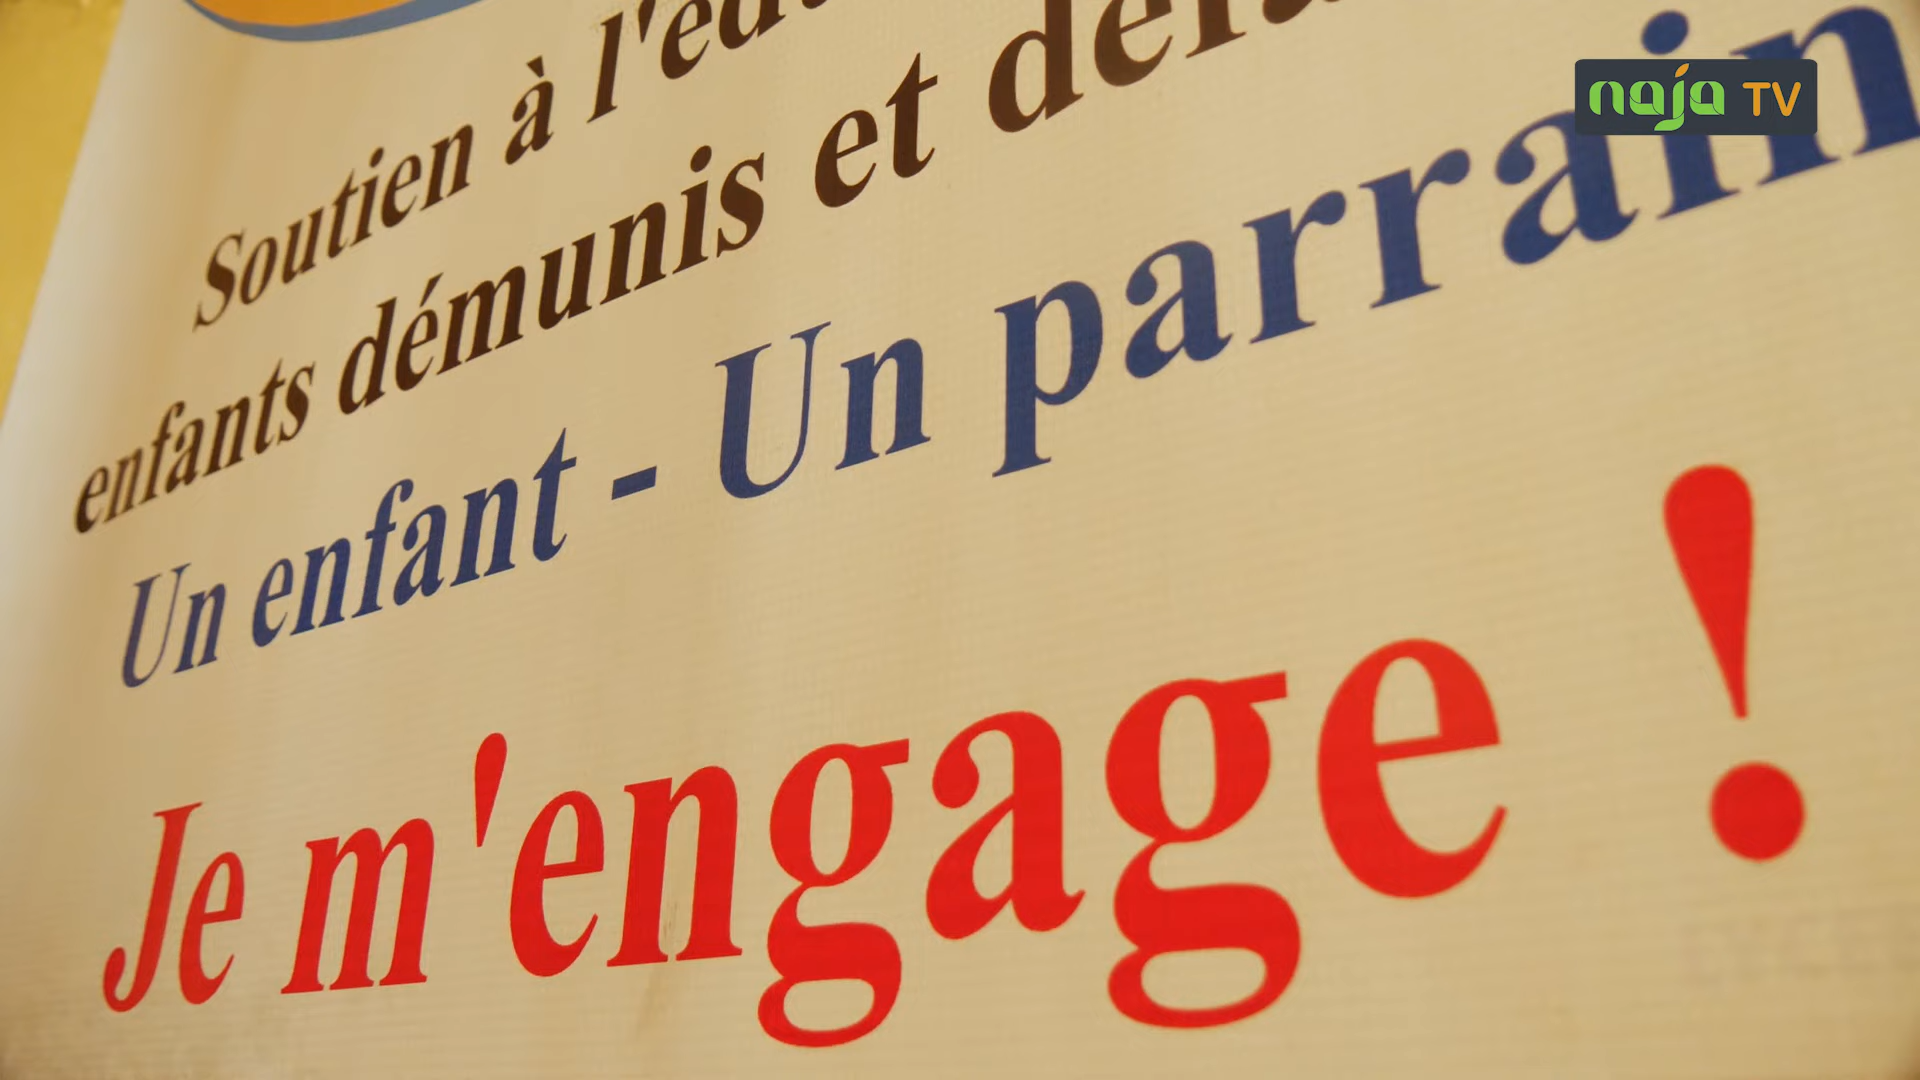 Soutien à
enfants démunis et
Un enfant - Un parrain
Je m'engage !
naja TV